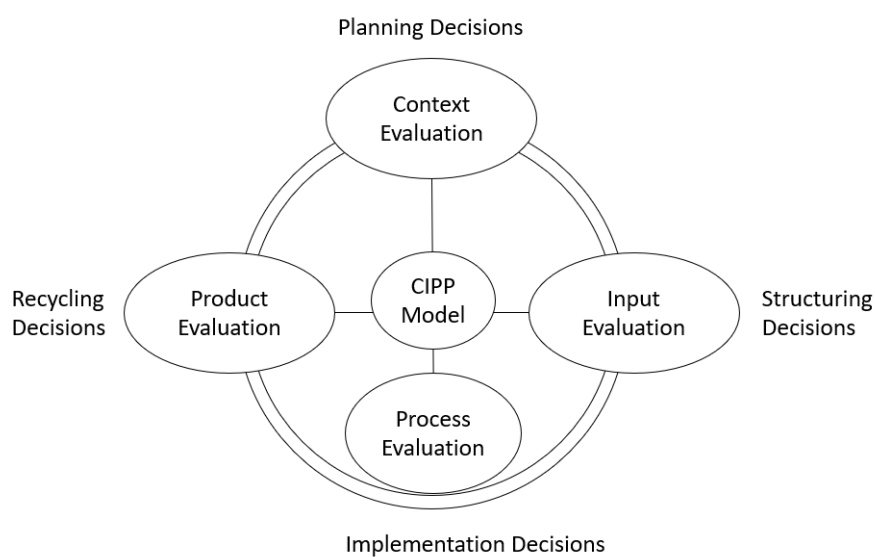 Planning Decisions
Context
Evaluation
Recycling
Decisions
Product
Evaluation
CIPP
Model
Input
Evaluation
Structuring
Decisions
Process
Evaluation
Implementation Decisions